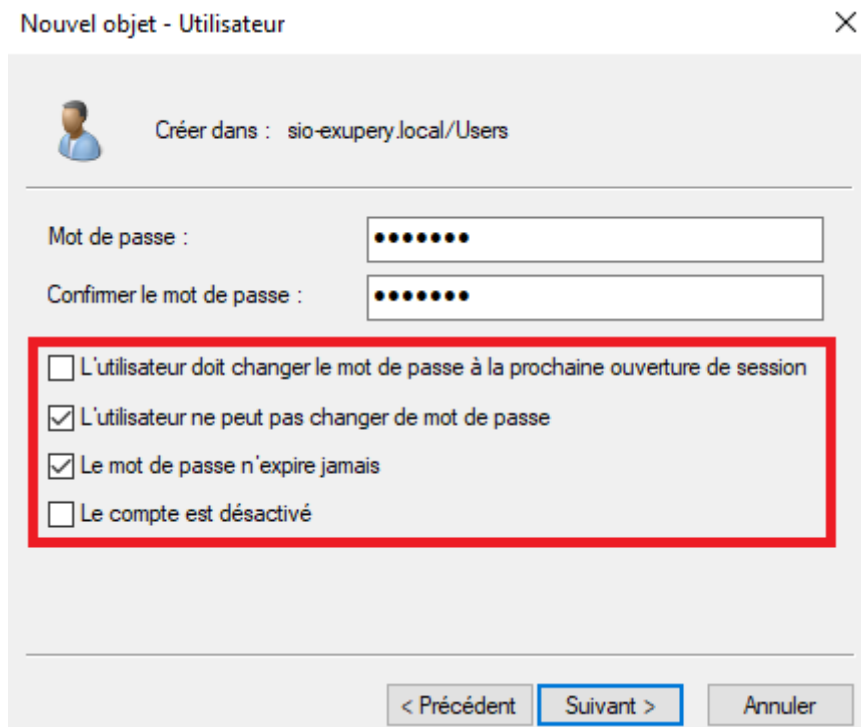 Nouvel objet - Utilisateur
Créer dans : sio-exupery.local/Users
Mot de passe : •••••••
Confirmer le mot de passe : •••••••
L'utilisateur doit changer le mot de passe à la prochaine ouverture de session
L'utilisateur ne peut pas changer de mot de passe
Le mot de passe n'expire jamais
Le compte est désactivé
< Précédent Suivant > Annuler